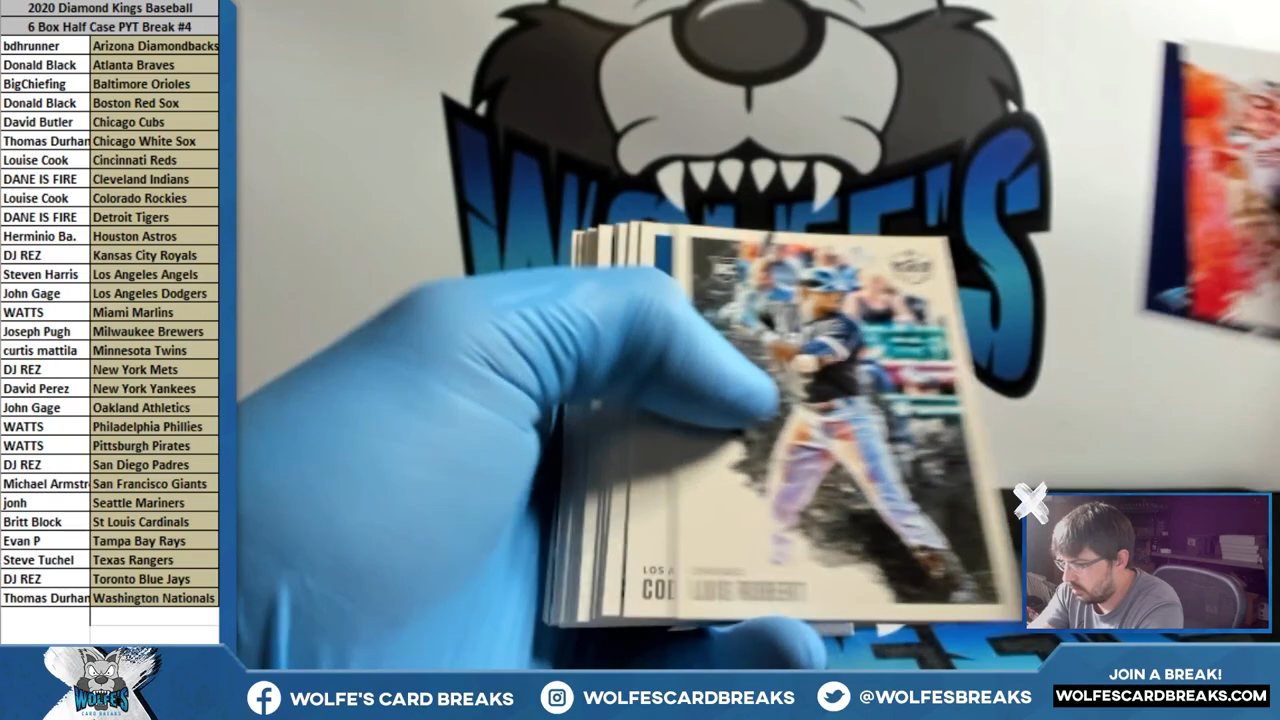 2020 Diamond Kings Baseball
6 Box Half Case PYT Break #4
bdhrunner Arizona Diamondbacks
Donald Black Atlanta Braves
BigChiefing Baltimore Orioles
Donald Black Boston Red Sox
David Butler Chicago Cubs
Thomas Durhan Chicago White Sox
Louise Cook Cincinnati Reds
DANE IS FIRE Cleveland Indians
Louise Cook Colorado Rockies
DANE IS FIRE Detroit Tigers
Herminio Ba. Houston Astros
DJ REZ Kansas City Royals
Steven Harris Los Angeles Angels
John Gage Los Angeles Dodgers
WATTS Miami Marlins
Joseph Pugh Milwaukee Brewers
curtis mattila Minnesota Twins
DJ REZ New York Mets
David Perez New York Yankees
John Gage Oakland Athletics
WATTS Philadelphia Phillies
WATTS Pittsburgh Pirates
DJ REZ San Diego Padres
Michael Armstr San Francisco Giants
jonh Seattle Mariners
Britt Block St Louis Cardinals
Evan P Tampa Bay Rays
Steve Tuchel Texas Rangers
DJ REZ Toronto Blue Jays
Thomas Durhan Washington Nationals
WOLFE'S
LOS A
COD LUIS ROBERT
WOLFE'S
CARD BREAKS
WOLFE'S CARD BREAKS
WOLFESCARDBREAKS
@WOLFESBREAKS
JOIN A BREAK!
WOLFESCARDBREAKS.COM